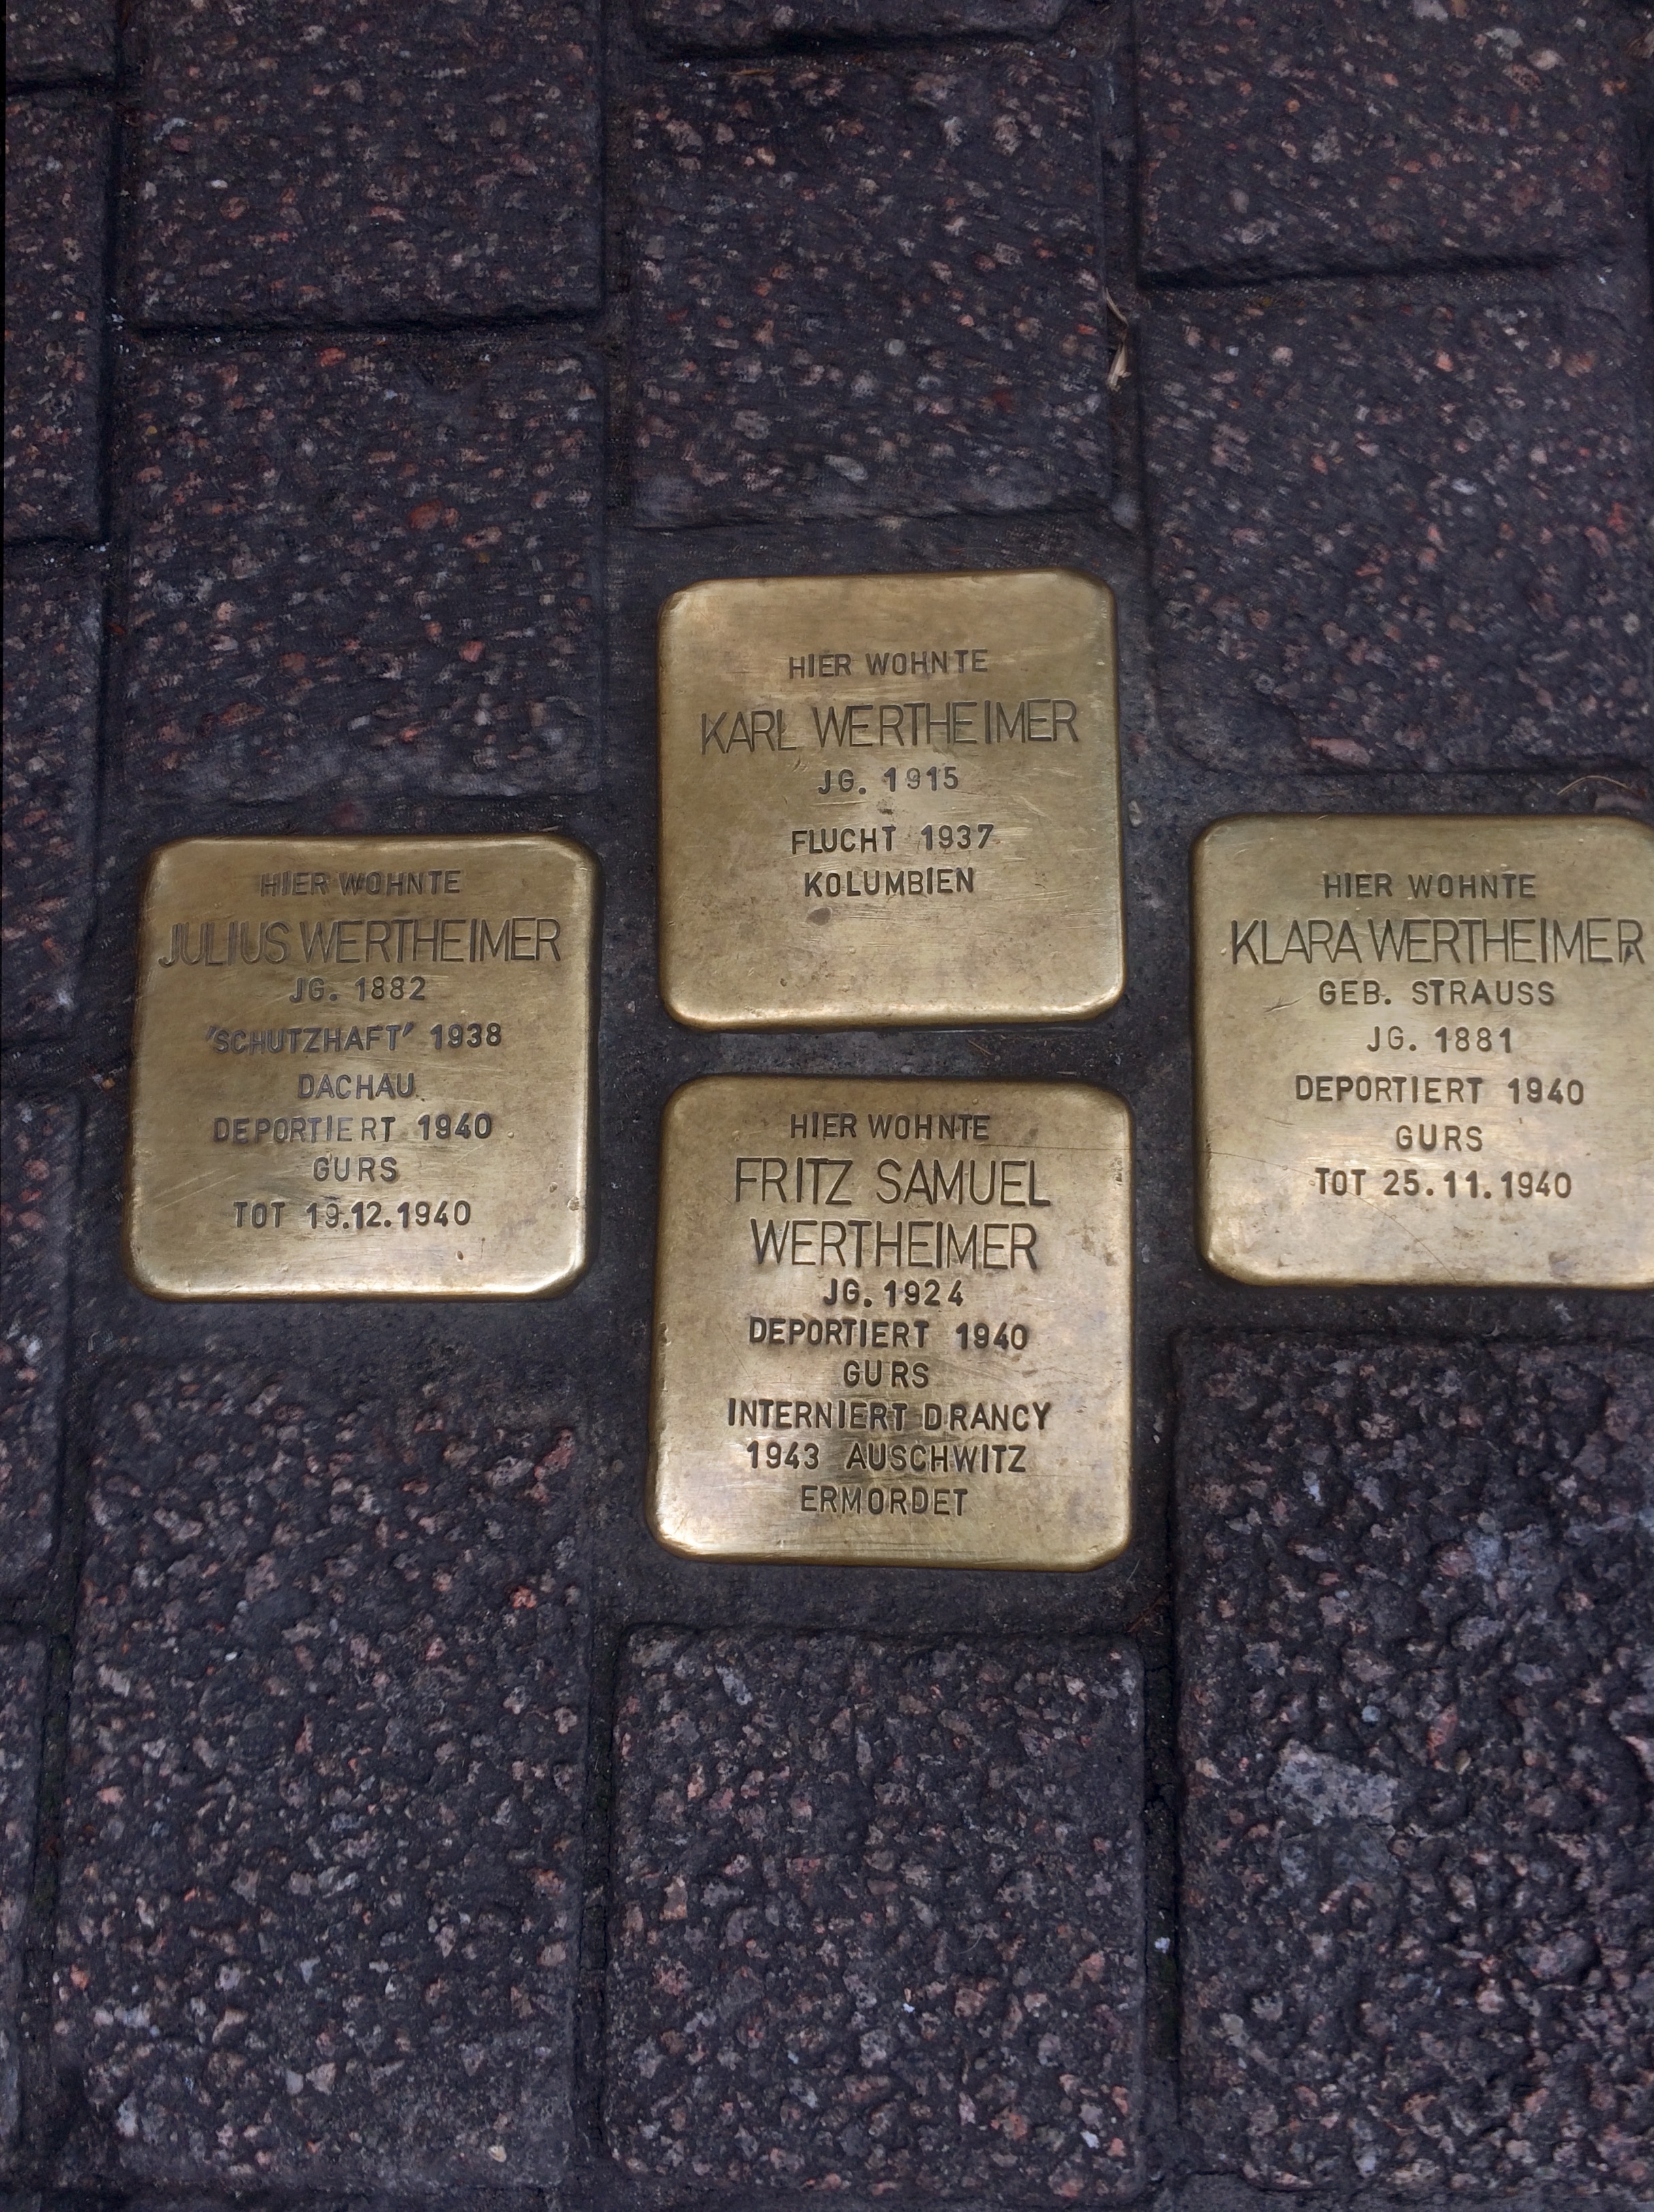 HIER WOHNTE
KARL WERTHEIMER
JG. 1915
FLUCHT 1937
KOLUMBIEN
HIER WOHNTE
JULIUS WERTHEIMER
JG. 1882
'SCHUTZHAFT' 1938
DACHAU
DEPORTIERT 1940
GURS
TOT 19.12.1940
HIER WOHNTE
FRITZ SAMUEL
WERTHEIMER
JG. 1924
DEPORTIERT 1940
GURS
INTERNIERT DRANCY
1943 AUSCHWITZ
ERMORDET
HIER WOHNTE
KLARA WERTHEIMER
GEB. STRAUSS
JG. 1881
DEPORTIERT 1940
GURS
TOT 25.11.1940